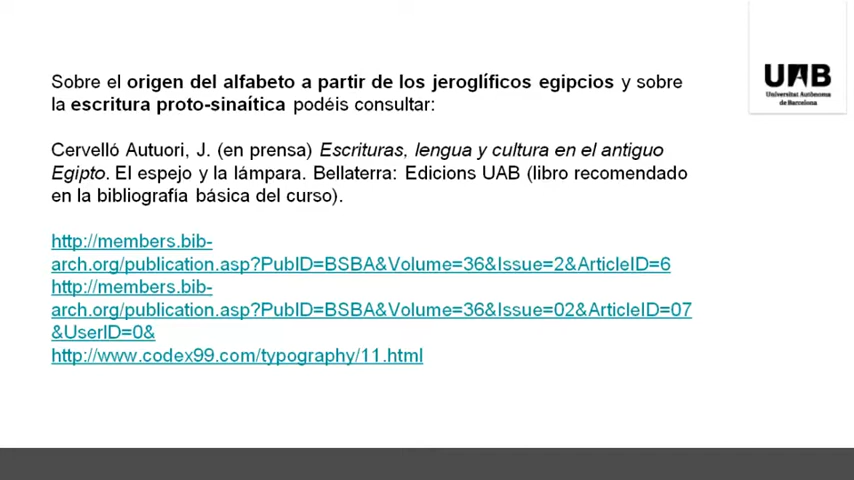 UAB
Universitat Autònoma
de Barcelona
Sobre el origen del alfabeto a partir de los jeroglíficos egipcios y sobre
la escritura proto-sinaítica podéis consultar:
Cervelló Autuori, J. (en prensa) Escrituras, lengua y cultura en el antiguo
Egipto. El espejo y la lámpara. Bellaterra: Edicions UAB (libro recomendado
en la bibliografía básica del curso).
http://members.bib-
arch.org/publication.asp?PubID=BSBA&Volume=36&Issue=2&ArticleID=6
http://members.bib-
arch.org/publication.asp?PubID=BSBA&Volume=36&Issue=02&ArticleID=07
&UserID=0&
http://www.codex99.com/typography/11.html